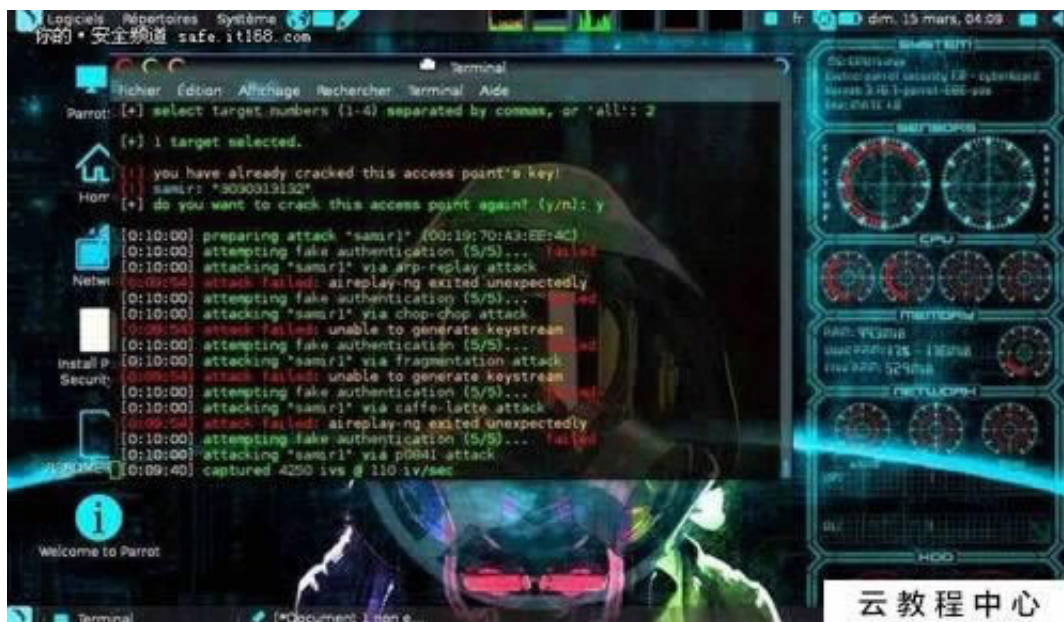 Logiciels Répertoires Système
fr
dim. 15 mars, 04:09
你的·安全频道 safe.it168.com
Terminal
Fichier Édition Affichage Rechercher Terminal Aide
[+] select target numbers (1-4) separated by commas, or 'all': 2
[+] 1 target selected.
[!] you have already cracked this access point's key!
[!] samir: "3030313132"
[+] do you want to crack this access point again? (y/n): y
[0:10:00] preparing attack "samir1" (00:19:70:A3:EE:4C)
[0:10:00] attempting fake authentication (5/5)... failed
[0:10:00] attacking "samir1" via arp-replay attack
[0:09:54] attack failed: aireplay-ng exited unexpectedly
[0:10:00] attempting fake authentication (5/5)... failed
[0:10:00] attacking "samir1" via chop-chop attack
[0:09:54] attack failed: unable to generate keystream
[0:10:00] attempting fake authentication (5/5)... failed
[0:10:00] attacking "samir1" via fragmentation attack
[0:09:54] attack failed: unable to generate keystream
[0:10:00] attempting fake authentication (5/5)... failed
[0:10:00] attacking "samir1" via caffe-latte attack
[0:09:54] attack failed: aireplay-ng exited unexpectedly
[0:10:00] attempting fake authentication (5/5)... failed
[0:10:00] attacking "samir1" via p0841 attack
[0:09:40] captured 4250 ivs @ 110 iv/sec
Parrot
Hom
Netw
Install P
Security
Welcome to Parrot
SYSTEM
SENSORS
CPU
MEMORY
NETWORK
HDD
Terminal
[*Document 1 non e...
云教程中心